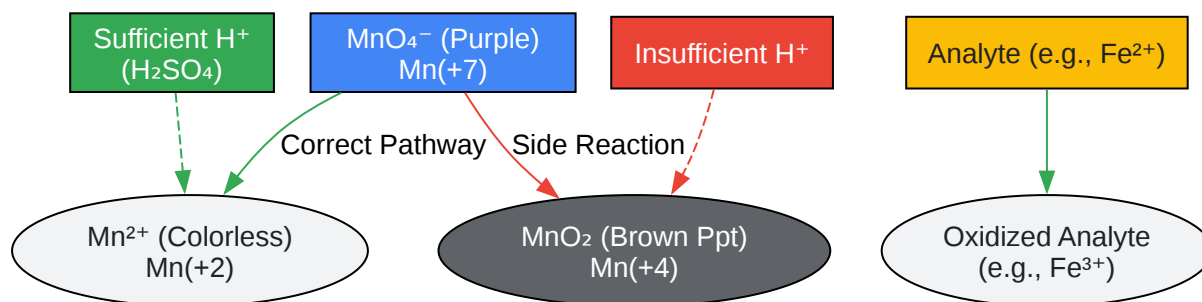 Sufficient H⁺
(H₂SO₄)
MnO₄⁻ (Purple)
Mn(+7)
Insufficient H⁺
Analyte (e.g., Fe²⁺)
Correct Pathway
Side Reaction
Mn²⁺ (Colorless)
Mn(+2)
MnO₂ (Brown Ppt)
Mn(+4)
Oxidized Analyte
(e.g., Fe³⁺)